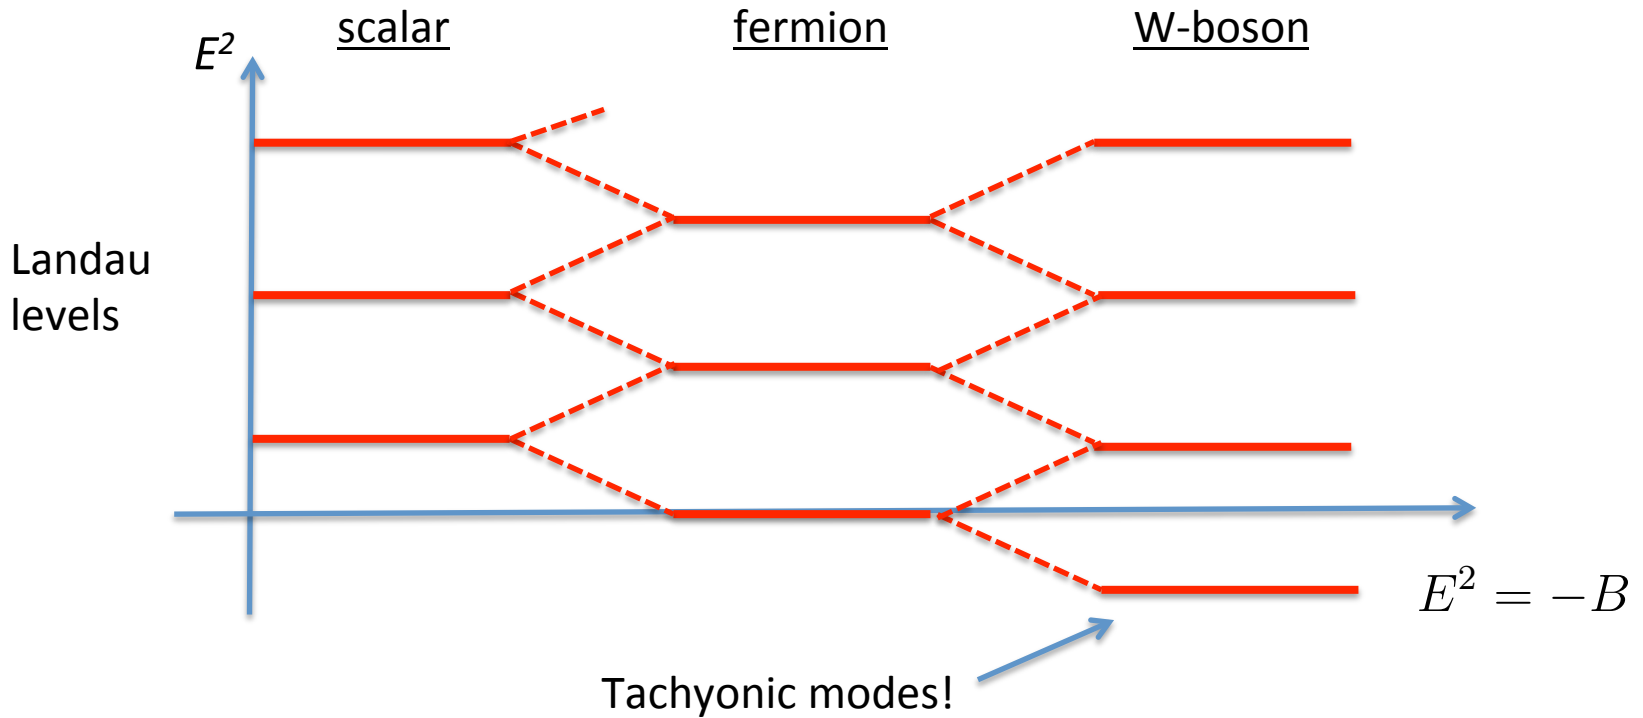 scalar fermion W-boson
E²
Landau
levels
E² = −B
Tachyonic modes!